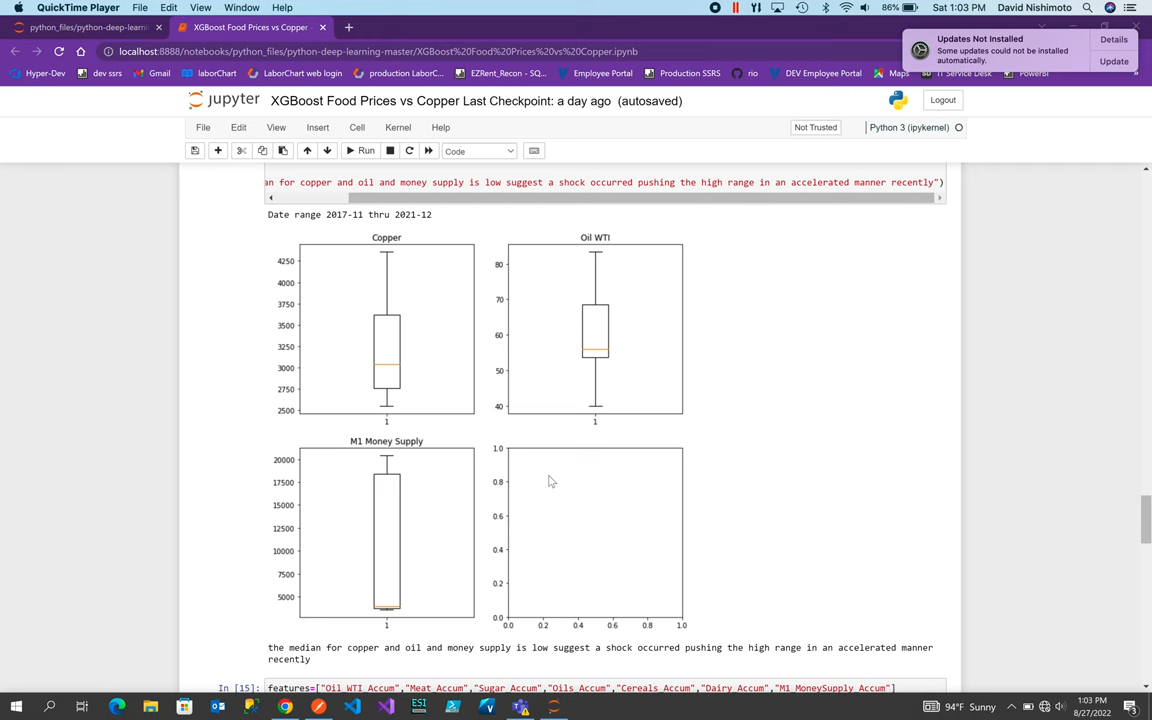 QuickTime Player File Edit View Window Help 86% Sat 1:03 PM David Nishimoto
python_files/python-deep-learni XGBoost Food Prices vs Copper
localhost:8888/notebooks/python_files/python-deep-learning-master/XGBoost%20Food%20Prices%20vs%20Copper.ipynb
Updates Not Installed
Some updates could not be installed automatically.
Details
Update
Hyper-Dev dev ssrs Gmail laborChart LaborChart web login production LaborC... EZRent_Recon - SQ... Employee Portal Production SSRS rio DEV Employee Portal Maps IT Service Desk PowerBI
jupyter XGBoost Food Prices vs Copper Last Checkpoint: a day ago (autosaved) Logout
File Edit View Insert Cell Kernel Help Not Trusted Python 3 (ipykernel)
Run Code
an for copper and oil and money supply is low suggest a shock occurred pushing the high range in an accelerated manner recently")
Date range 2017-11 thru 2021-12
Copper
4250
4000
3750
3500
3250
3000
2750
2500
1
Oil WTI
80
70
60
50
40
1
M1 Money Supply
20000
17500
15000
12500
10000
7500
5000
1
1.0
0.8
0.6
0.4
0.2
0.0
0.0 0.2 0.4 0.6 0.8 1.0
the median for copper and oil and money supply is low suggest a shock occurred pushing the high range in an accelerated manner
recently
In [15]: features=["Oil_WTI_Accum","Meat_Accum","Sugar_Accum","Oils_Accum","Cereals_Accum","Dairy_Accum","M1_MoneySupply_Accum"]
ESI
94°F Sunny 1:03 PM
8/27/2022
3